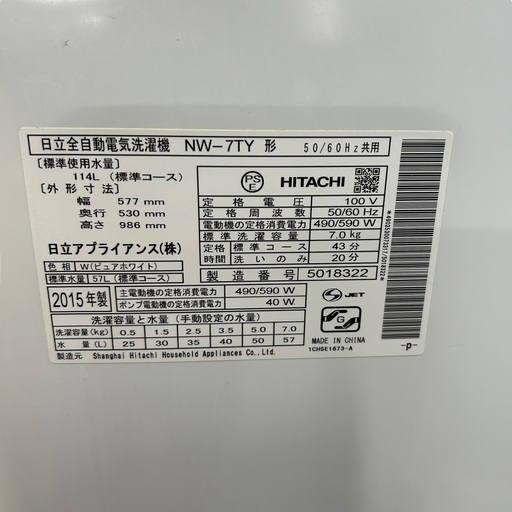 日立全自動電気洗濯機 NW-7TY 形 50/60Hz共用
〔標準使用水量〕
114L (標準コース)
〔外形寸法〕
幅 577 mm
奥行 530 mm
高さ 986 mm
日立アプライアンス(株)
色相 W(ピュアホワイト)
標準水量 57L (標準コース)
PSE HITACHI
定格電圧 100 V
定格周波数 50/60 Hz
電動機の定格消費電力 490/590 W
標準洗濯容量 7.0 kg
定格 標準コース 43 分
時間 洗いのみ 20 分
製造番号 5018322
2015年製 主電動機の定格消費電力 490/590 W
ポンプ電動機の定格消費電力 40 W
JET
洗濯容量と水量 (手動設定の水量)
洗濯容量(kg) 0.5 1.5 2.5 3.5 5.0 7.0
水量(L) 25 30 35 40 50 57
製造元 Shanghai Hitachi Household Appliances Co., Ltd.
G
1CHSE1673-A
-p-